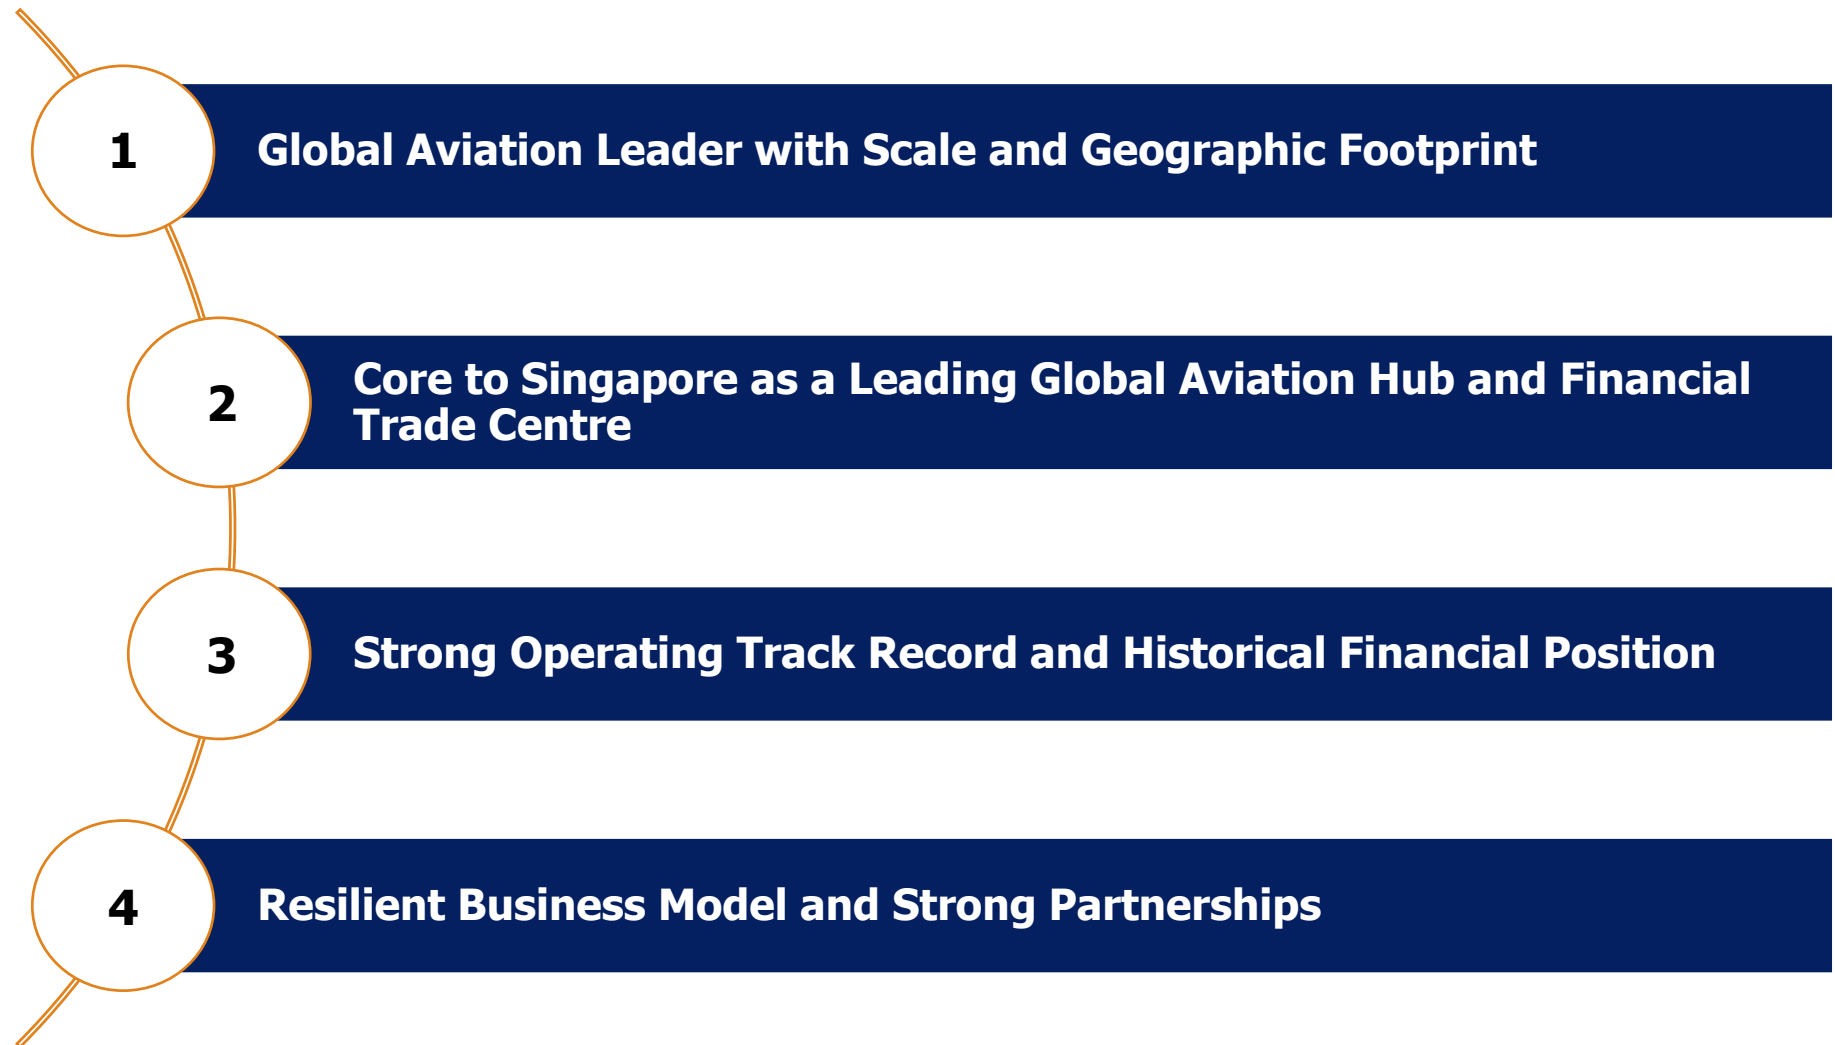 1
Global Aviation Leader with Scale and Geographic Footprint
2
Core to Singapore as a Leading Global Aviation Hub and Financial
Trade Centre
3
Strong Operating Track Record and Historical Financial Position
4
Resilient Business Model and Strong Partnerships